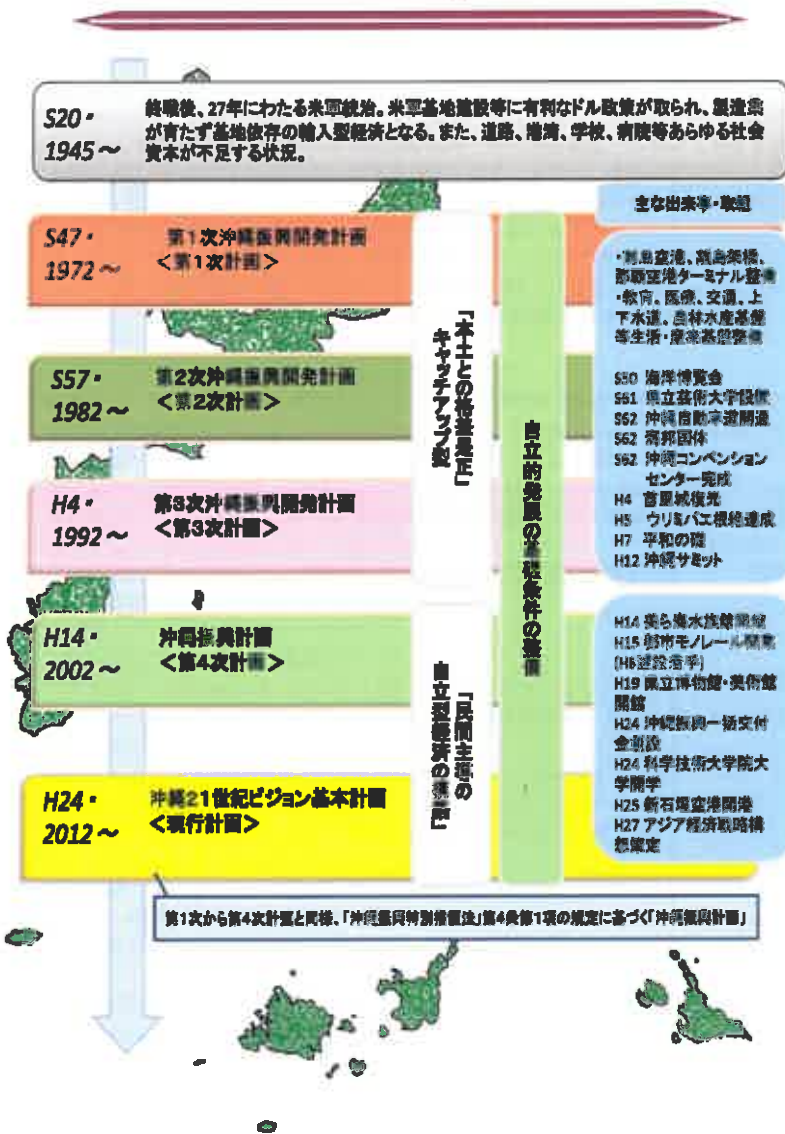 S20・
1945～
終戦後、27年にわたる米軍統治。米軍基地建設等に有利なドル政策が取られ、製造業
が育たず基地依存の輸入型経済となる。また、道路、港湾、学校、病院等あらゆる社会
資本が不足する状況。
主な出来事・取組
S47・
1972～
第1次沖縄振興開発計画
＜第1次計画＞
S57・
1982～
第2次沖縄振興開発計画
＜第2次計画＞
H4・
1992～
第3次沖縄振興開発計画
＜第3次計画＞
H14・
2002～
沖縄振興計画
＜第4次計画＞
H24・
2012～
沖縄21世紀ビジョン基本計画
＜現行計画＞
「本土との格差是正」
キャッチアップ型
「民間主導の
自立型経済の構築」
自立的発展の基礎条件の整備
・離島空港、離島架橋、
那覇空港ターミナル整備
・教育、医療、交通、上
下水道、農林水産基盤
等生活・産業基盤整備
S50 海洋博覧会
S61 県立芸術大学設置
S62 沖縄自動車道開通
S62 海邦国体
S62 沖縄コンベンション
センター完成
H4 首里城復元
H5 ウリミバエ根絶達成
H7 平和の礎
H12 沖縄サミット
H14 美ら海水族館開館
H15 都市モノレール開業
(H8建設着手)
H19 県立博物館・美術館
開館
H24 沖縄振興一括交付
金創設
H24 科学技術大学院大
学開学
H25 新石垣空港開港
H27 アジア経済戦略構
想策定
第1次から第4次計画と同様、「沖縄振興特別措置法」第4条第1項の規定に基づく「沖縄振興計画」